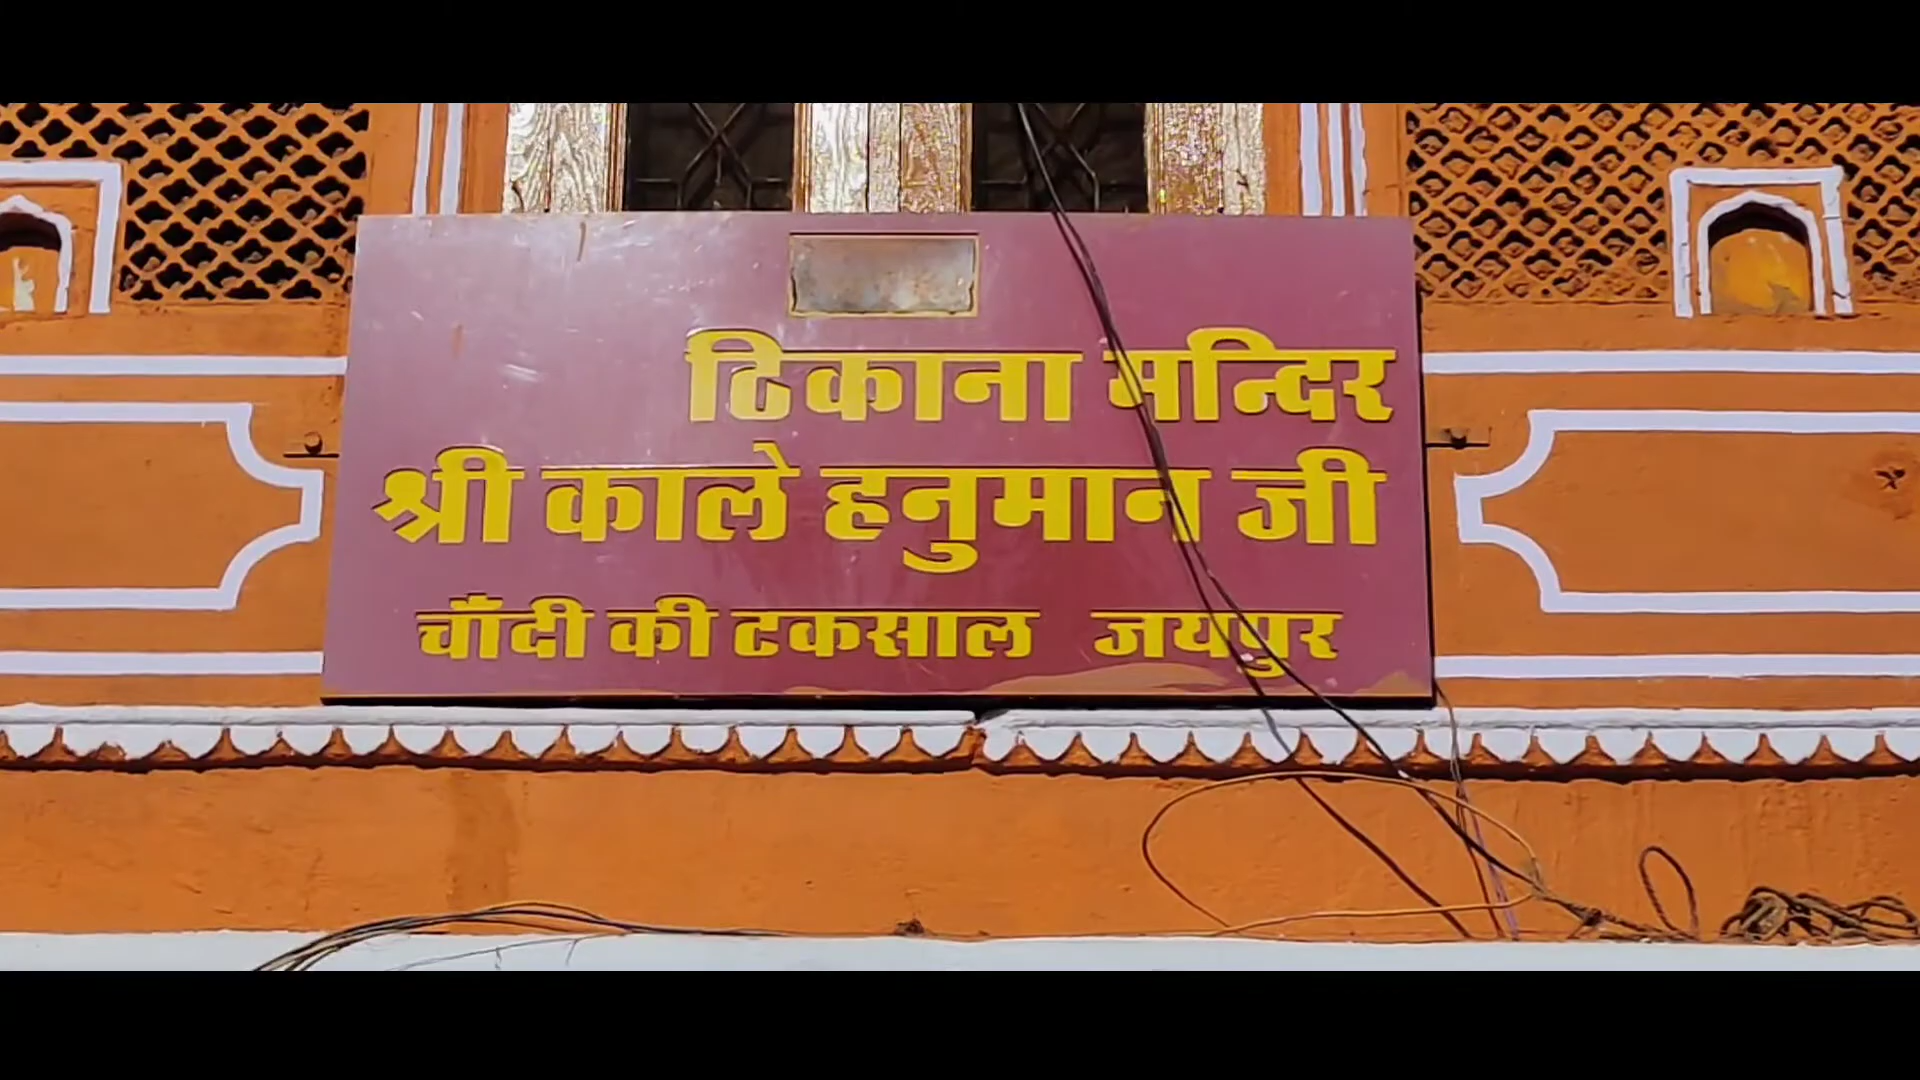 ठिकाना मन्दिर
श्री काले हनुमान जी
चाँदी की टकसाल जयपुर